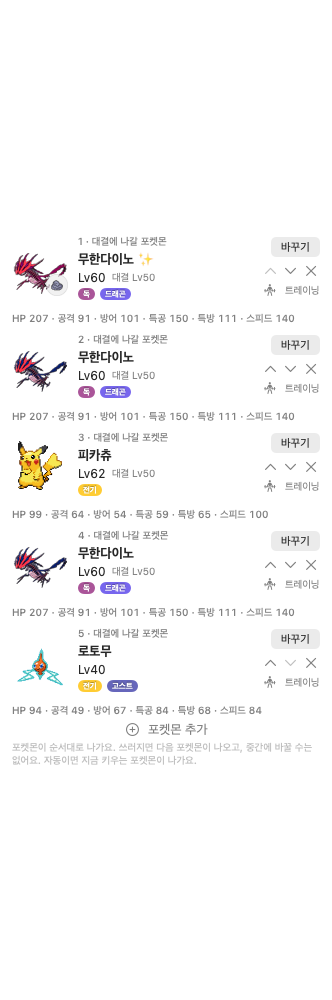 1 · 대결에 나갈 포켓몬
바꾸기
무한다이노 ✨
Lv60 대결 Lv50
독 드래곤
트레이닝
HP 207 · 공격 91 · 방어 101 · 특공 150 · 특방 111 · 스피드 140
2 · 대결에 나갈 포켓몬
바꾸기
무한다이노
Lv60 대결 Lv50
독 드래곤
트레이닝
HP 207 · 공격 91 · 방어 101 · 특공 150 · 특방 111 · 스피드 140
3 · 대결에 나갈 포켓몬
바꾸기
피카츄
Lv62 대결 Lv50
전기
트레이닝
HP 99 · 공격 64 · 방어 54 · 특공 59 · 특방 65 · 스피드 100
4 · 대결에 나갈 포켓몬
바꾸기
무한다이노
Lv60 대결 Lv50
독 드래곤
트레이닝
HP 207 · 공격 91 · 방어 101 · 특공 150 · 특방 111 · 스피드 140
5 · 대결에 나갈 포켓몬
바꾸기
로토무
Lv40
전기 고스트
트레이닝
HP 94 · 공격 49 · 방어 67 · 특공 84 · 특방 68 · 스피드 84
포켓몬 추가
포켓몬이 순서대로 나가요. 쓰러지면 다음 포켓몬이 나오고, 중간에 바꿀 수는
없어요. 자동이면 지금 키우는 포켓몬이 나가요.